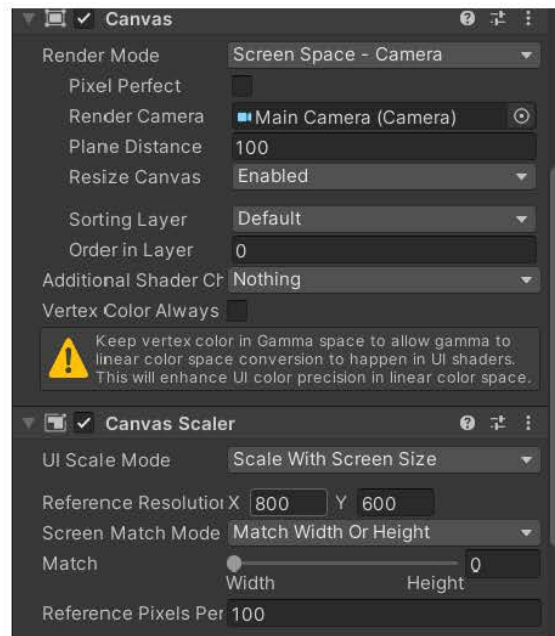 Canvas
Render Mode Screen Space - Camera
Pixel Perfect
Render Camera Main Camera (Camera)
Plane Distance 100
Resize Canvas Enabled
Sorting Layer Default
Order in Layer 0
Additional Shader Ch Nothing
Vertex Color Always
Keep vertex color in Gamma space to allow gamma to
linear color space conversion to happen in UI shaders.
This will enhance UI color precision in linear color space.
Canvas Scaler
UI Scale Mode Scale With Screen Size
Reference Resolution X 800 Y 600
Screen Match Mode Match Width Or Height
Match 0
Width Height
Reference Pixels Per 100